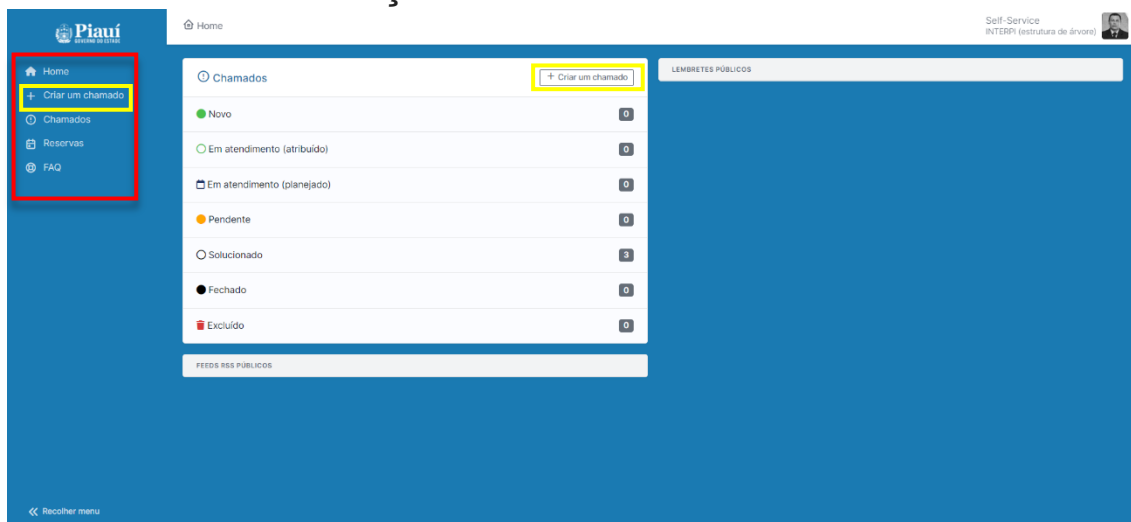 Piauí
GOVERNO DO ESTADO
Home
Self-Service
INTERPI (estrutura de árvore)
Home
Criar um chamado
Chamados
Reservas
FAQ
Chamados
+ Criar um chamado
Novo 0
Em atendimento (atribuído) 0
Em atendimento (planejado) 0
Pendente 0
Solucionado 3
Fechado 0
Excluído 0
FEEDS RSS PÚBLICOS
LEMBRETES PÚBLICOS
Recolher menu